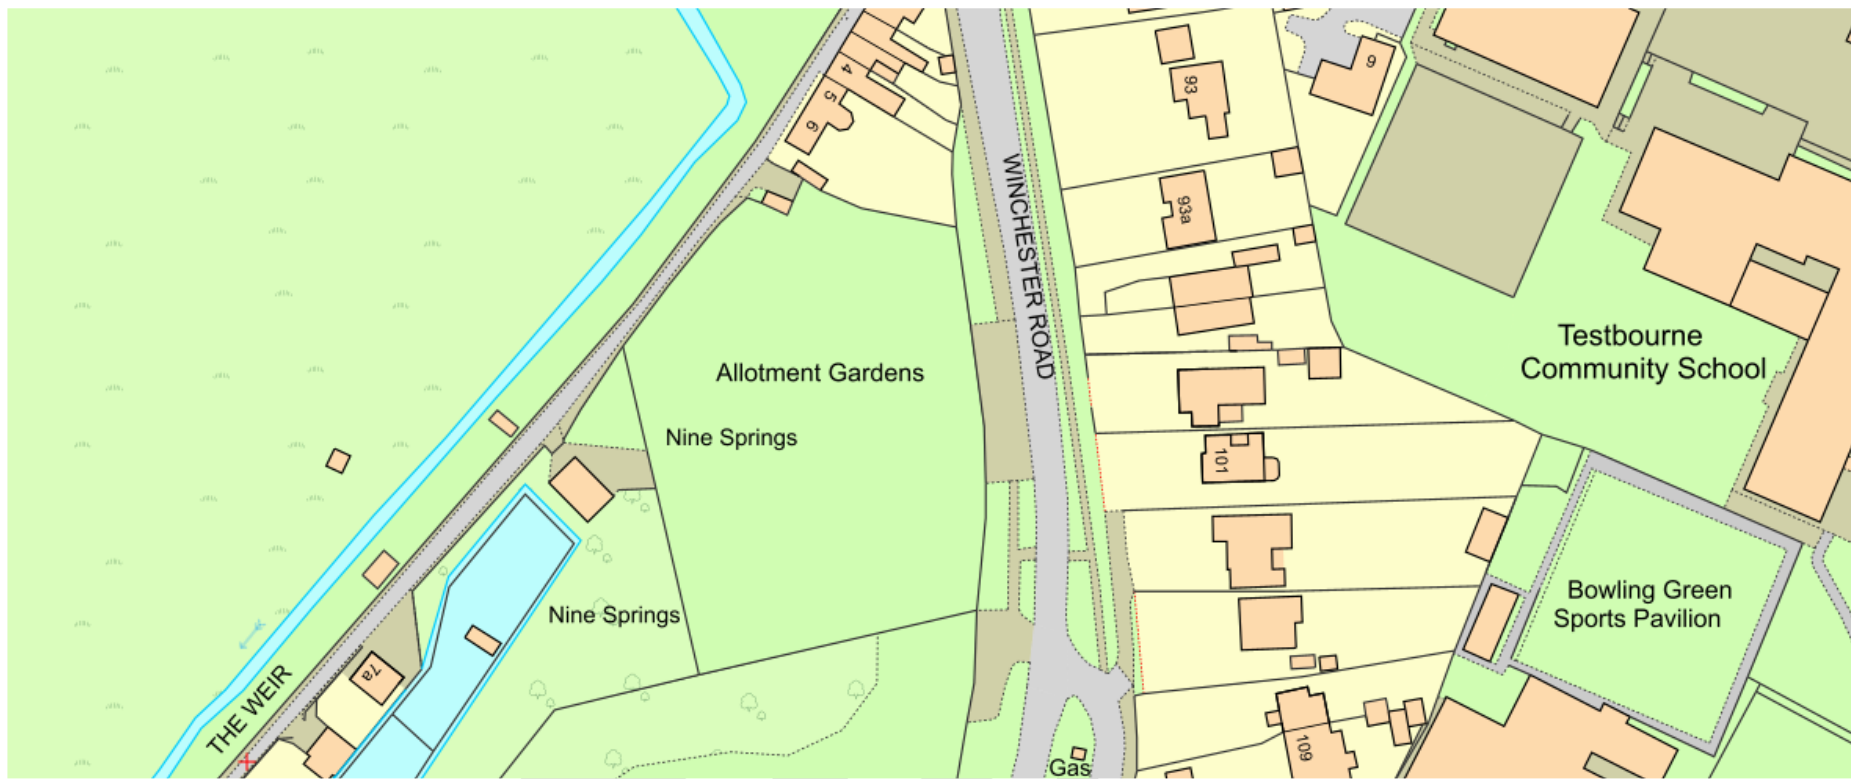 4
5
6
93
9
93a
WINCHESTER ROAD
Testbourne
Community School
Allotment Gardens
Nine Springs
101
Bowling Green
Sports Pavilion
Nine Springs
7a
THE WEIR
109
Gas